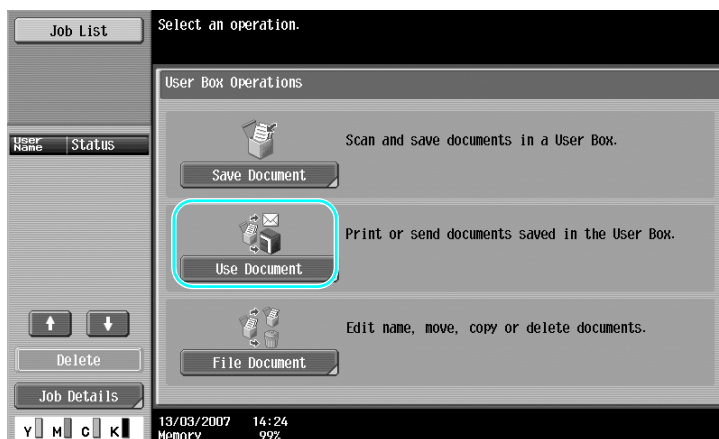 Job List
Select an operation.
User Box Operations
User Name
Status
Scan and save documents in a User Box.
Save Document
Print or send documents saved in the User Box.
Use Document
Edit name, move, copy or delete documents.
File Document
Delete
Job Details
Y M C K
13/03/2007 14:24
Memory 99%